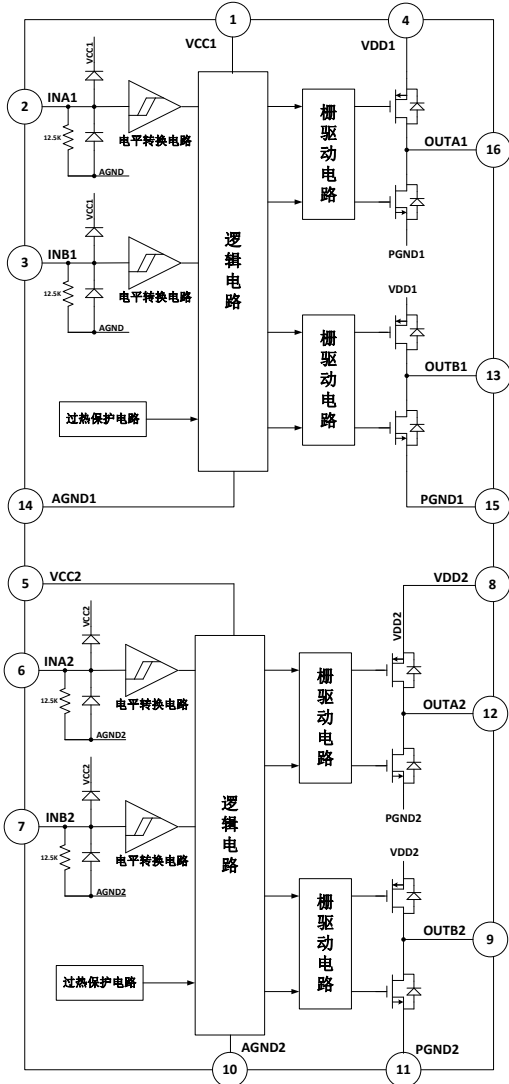 1
4
VCC1
VDD1
VCC1
2
INA1
12.5K
电平转换电路
AGND
栅驱动电路
OUTA1
16
PGND1
VCC1
3
INB1
12.5K
电平转换电路
AGND
逻辑电路
VDD1
栅驱动电路
OUTB1
13
过热保护电路
14
AGND1
PGND1
15
5
VCC2
VDD2
8
VCC2
VDD2
6
INA2
12.5K
电平转换电路
AGND2
栅驱动电路
OUTA2
12
PGND2
VCC2
7
INB2
12.5K
电平转换电路
AGND2
逻辑电路
VDD2
栅驱动电路
OUTB2
9
过热保护电路
AGND2
PGND2
10
11